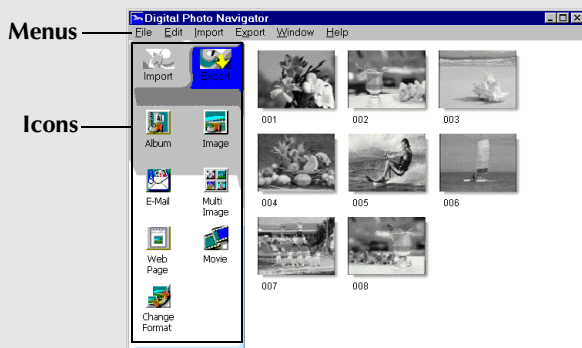 Digital Photo Navigator
Menus
File Edit Import Export Window Help
Import Export
Icons
Album Image
E-Mail Multi Image
Web Page Movie
Change Format
001 002 003
004 005 006
007 008